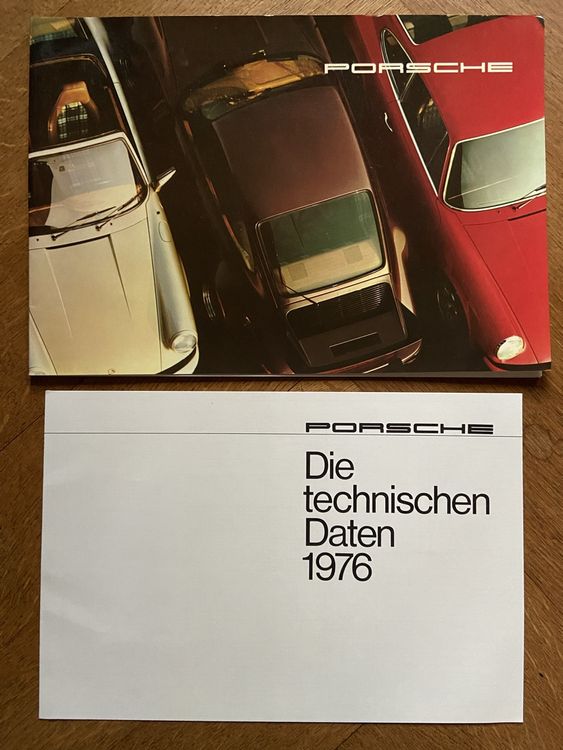 PORSCHE
PORSCHE
Die
technischen
Daten
1976